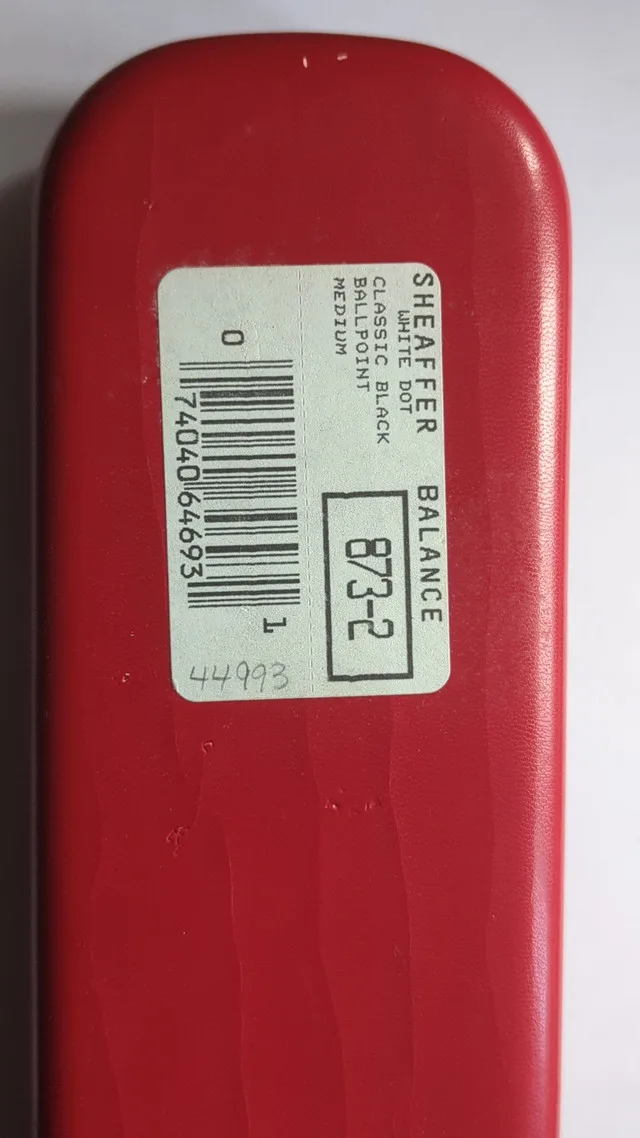 SHEAFFER BALANCE
WHITE DOT
CLASSIC BLACK
BALLPOINT
MEDIUM
873-2
0 74040 64693 1
44993